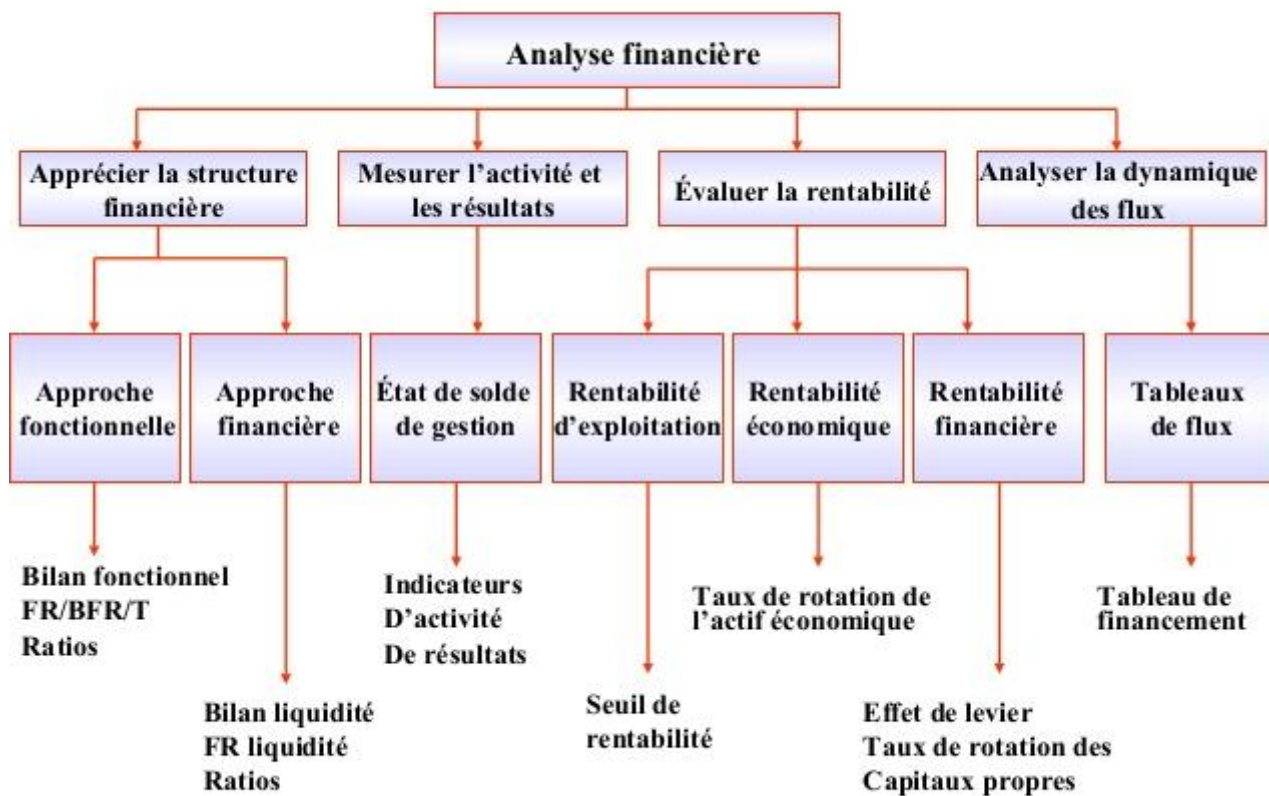 Analyse financière
Apprécier la structure
financière
Mesurer l'activité et
les résultats
Évaluer la rentabilité
Analyser la dynamique
des flux
Approche
fonctionnelle
Approche
financière
État de solde
de gestion
Rentabilité
d'exploitation
Rentabilité
économique
Rentabilité
financière
Tableaux
de flux
Bilan fonctionnel
FR/BFR/T
Ratios
Bilan liquidité
FR liquidité
Ratios
Indicateurs
D'activité
De résultats
Seuil de
rentabilité
Taux de rotation de
l'actif économique
Effet de levier
Taux de rotation des
Capitaux propres
Tableau de
financement